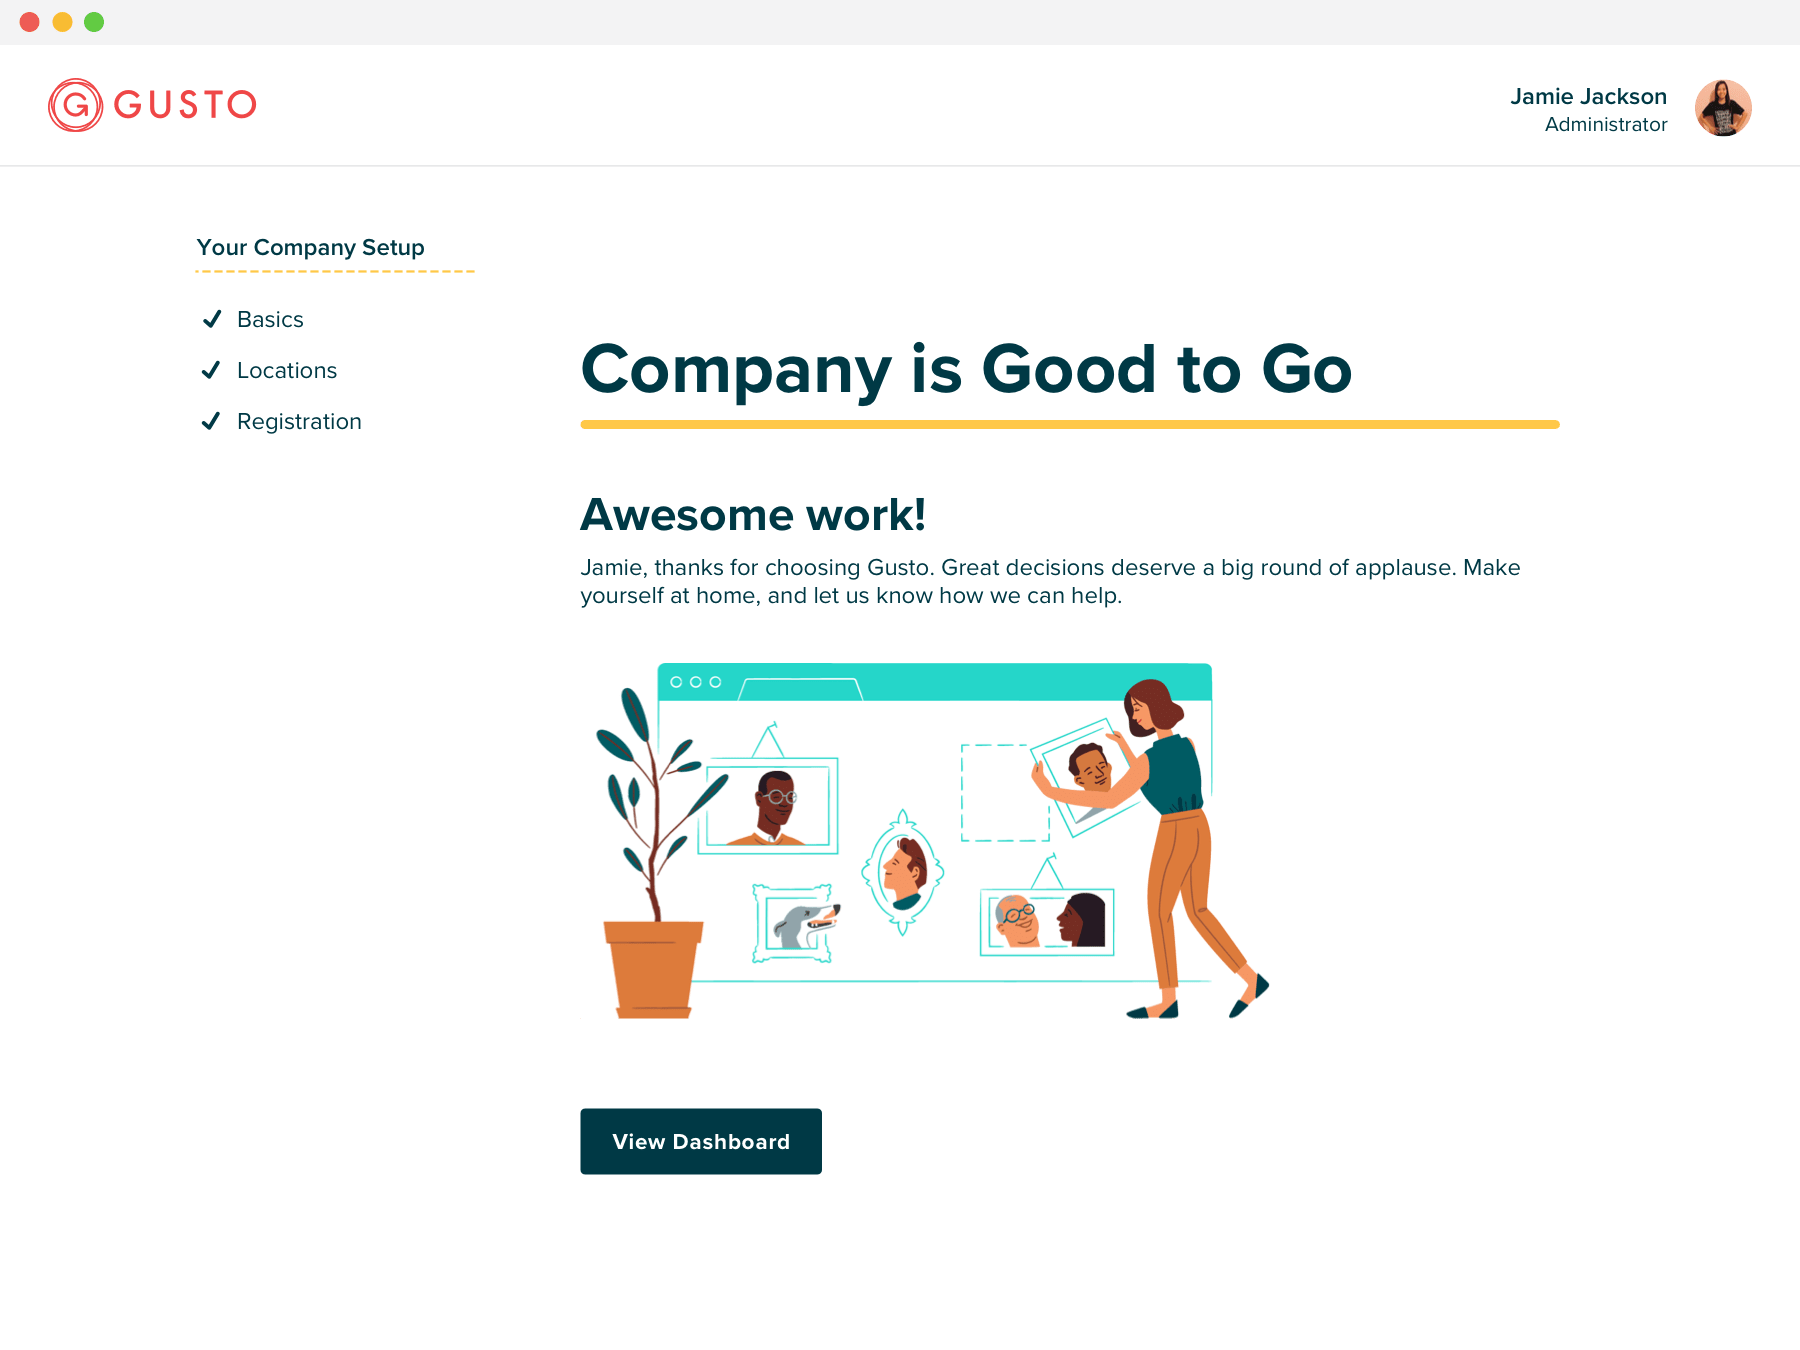 GUSTO
Jamie Jackson
Administrator
Your Company Setup
Basics
Locations
Registration
Company is Good to Go
Awesome work!
Jamie, thanks for choosing Gusto. Great decisions deserve a big round of applause. Make
yourself at home, and let us know how we can help.
View Dashboard